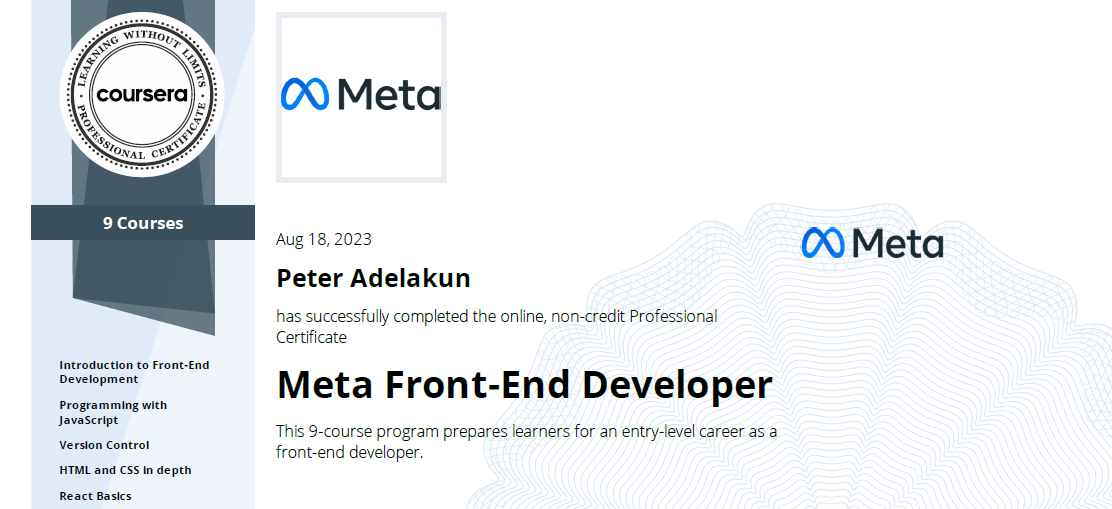 LEARNING WITHOUT LIMITS
coursera
PROFESSIONAL CERTIFICATE
9 Courses
Introduction to Front-End
Development
Programming with
JavaScript
Version Control
HTML and CSS in depth
React Basics
Meta
Aug 18, 2023
Peter Adelakun
has successfully completed the online, non-credit Professional
Certificate
Meta Front-End Developer
This 9-course program prepares learners for an entry-level career as a
front-end developer.
Meta